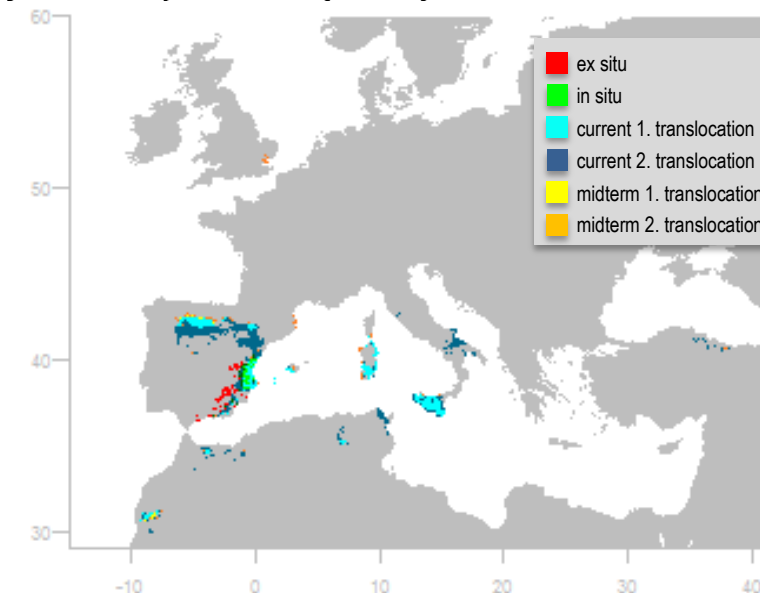 60
50
40
30
-10
0
10
20
30
40
ex situ
in situ
current 1. translocation
current 2. translocation
midterm 1. translocation
midterm 2. translocation